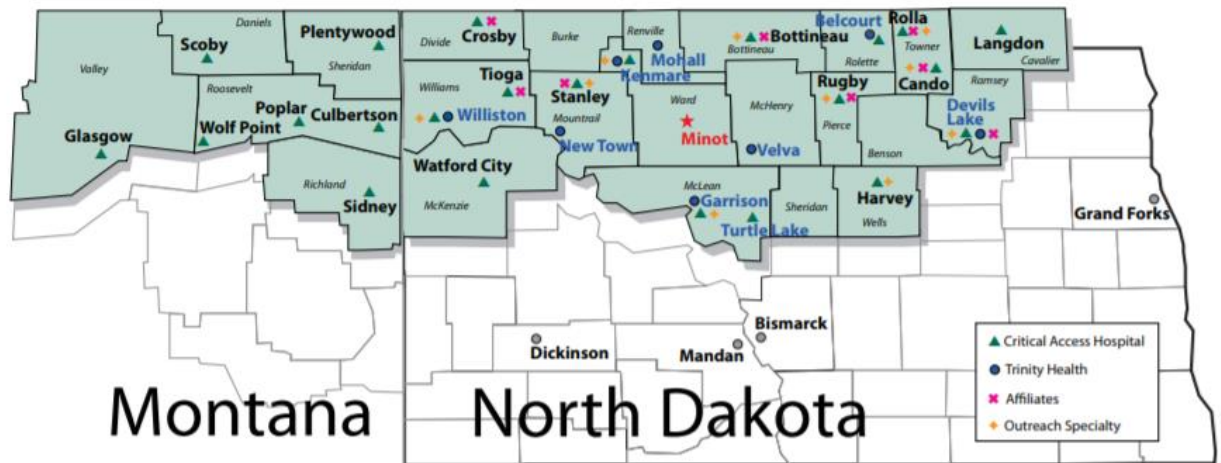 Daniels
Scoby
Plentywood
Sheridan
Valley
Roosevelt
Poplar
Culbertson
Wolf Point
Glasgow
Richland
Sidney
Divide
Crosby
Burke
Renville
Mohall
Kenmare
Bottineau
Bottineau
Belcourt
Rolette
Rolla
Towner
Cando
Langdon
Cavalier
Williams
Tioga
Williston
Stanley
Mountrail
New Town
Ward
Minot
McHenry
Velva
Rugby
Pierce
Ramsey
Devils
Lake
Benson
Watford City
McKenzie
McLean
Garrison
Turtle Lake
Sheridan
Harvey
Wells
Grand Forks
Dickinson
Mandan
Bismarck
Critical Access Hospital
Trinity Health
Affiliates
Outreach Specialty
Montana
North Dakota